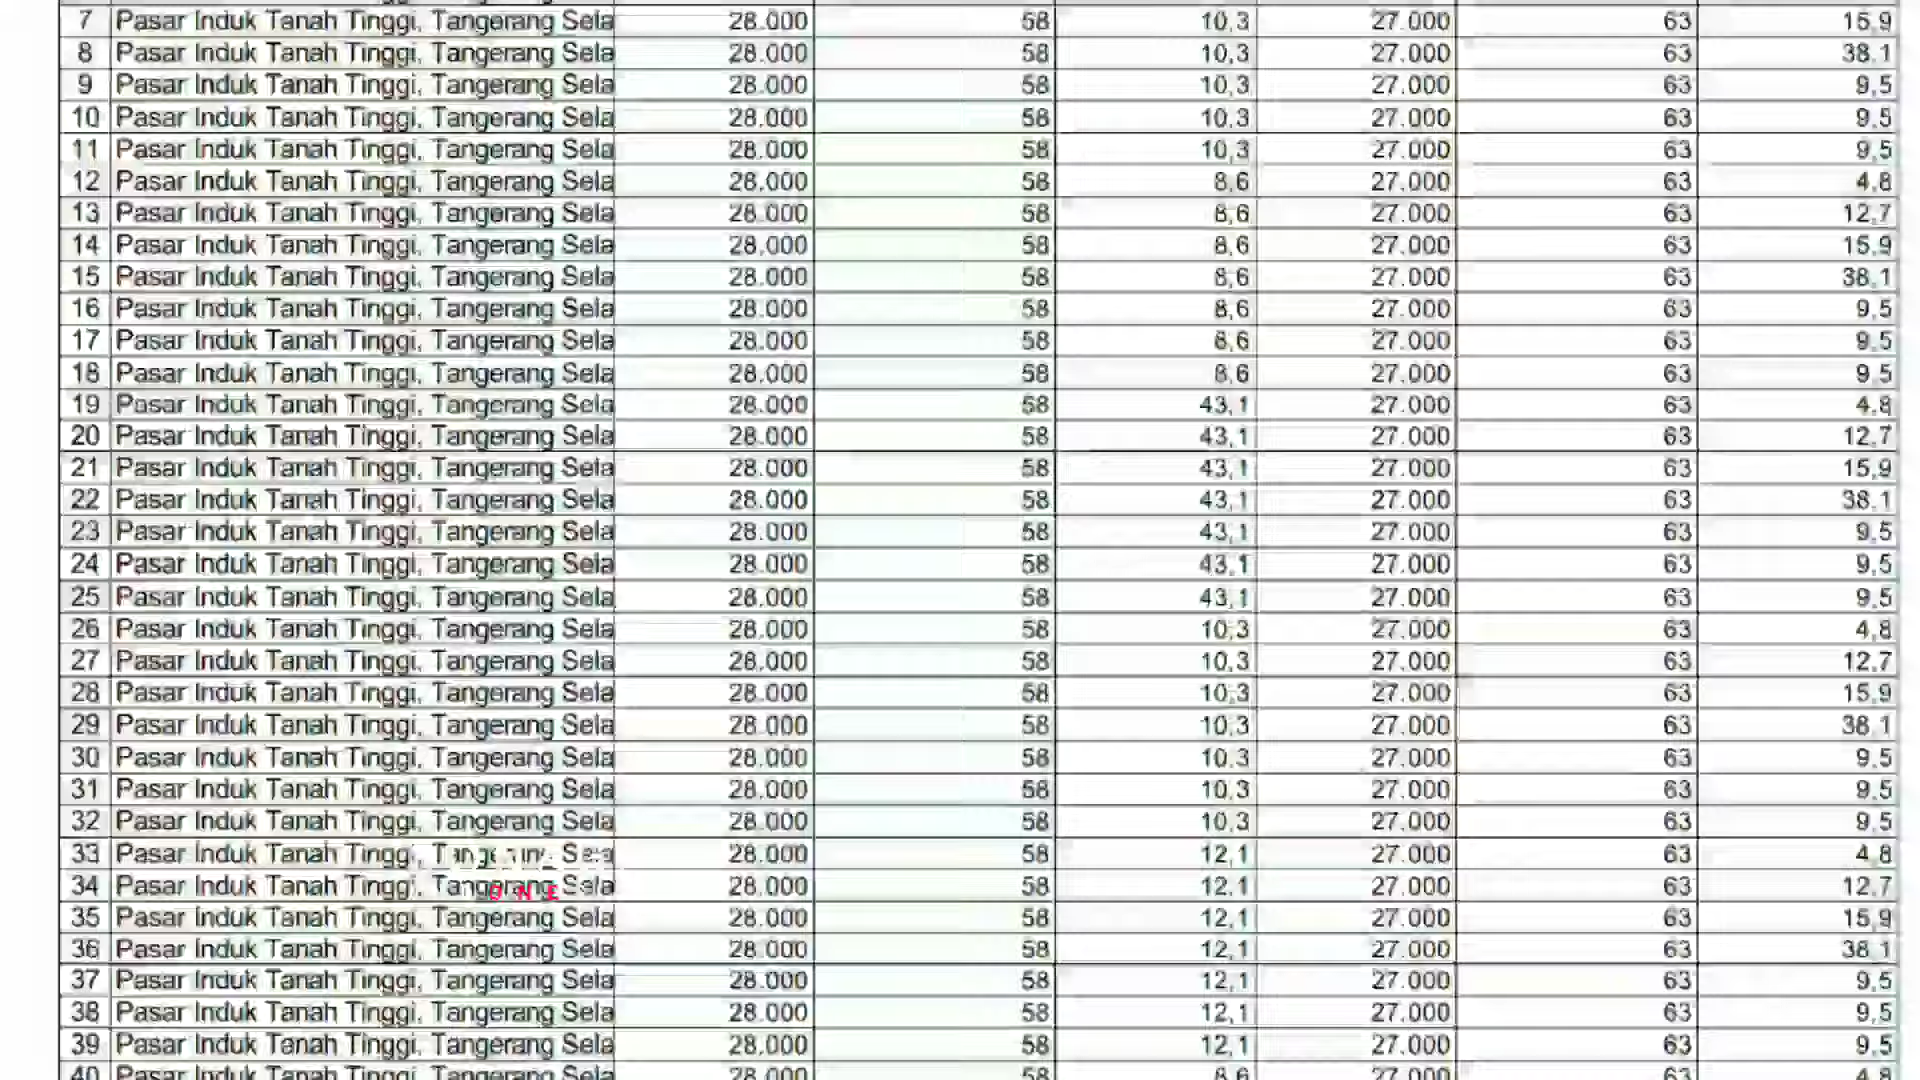 7 Pasar Induk Tanah Tinggi, Tangerang Sela 28.000 58 10,3 27.000 63 15,9
8 Pasar Induk Tanah Tinggi, Tangerang Sela 28.000 58 10,3 27.000 63 38,1
9 Pasar Induk Tanah Tinggi, Tangerang Sela 28.000 58 10,3 27.000 63 9,5
10 Pasar Induk Tanah Tinggi, Tangerang Sela 28.000 58 10,3 27.000 63 9,5
11 Pasar Induk Tanah Tinggi, Tangerang Sela 28.000 58 10,3 27.000 63 9,5
12 Pasar Induk Tanah Tinggi, Tangerang Sela 28.000 58 8,6 27.000 63 4,8
13 Pasar Induk Tanah Tinggi, Tangerang Sela 28.000 58 8,6 27.000 63 12,7
14 Pasar Induk Tanah Tinggi, Tangerang Sela 28.000 58 8,6 27.000 63 15,9
15 Pasar Induk Tanah Tinggi, Tangerang Sela 28.000 58 8,6 27.000 63 38,1
16 Pasar Induk Tanah Tinggi, Tangerang Sela 28.000 58 8,6 27.000 63 9,5
17 Pasar Induk Tanah Tinggi, Tangerang Sela 28.000 58 8,6 27.000 63 9,5
18 Pasar Induk Tanah Tinggi, Tangerang Sela 28.000 58 8,6 27.000 63 9,5
19 Pasar Induk Tanah Tinggi, Tangerang Sela 28.000 58 43,1 27.000 63 4,8
20 Pasar Induk Tanah Tinggi, Tangerang Sela 28.000 58 43,1 27.000 63 12,7
21 Pasar Induk Tanah Tinggi, Tangerang Sela 28.000 58 43,1 27.000 63 15,9
22 Pasar Induk Tanah Tinggi, Tangerang Sela 28.000 58 43,1 27.000 63 38,1
23 Pasar Induk Tanah Tinggi, Tangerang Sela 28.000 58 43,1 27.000 63 9,5
24 Pasar Induk Tanah Tinggi, Tangerang Sela 28.000 58 43,1 27.000 63 9,5
25 Pasar Induk Tanah Tinggi, Tangerang Sela 28.000 58 43,1 27.000 63 9,5
26 Pasar Induk Tanah Tinggi, Tangerang Sela 28.000 58 10,3 27.000 63 4,8
27 Pasar Induk Tanah Tinggi, Tangerang Sela 28.000 58 10,3 27.000 63 12,7
28 Pasar Induk Tanah Tinggi, Tangerang Sela 28.000 58 10,3 27.000 63 15,9
29 Pasar Induk Tanah Tinggi, Tangerang Sela 28.000 58 10,3 27.000 63 38,1
30 Pasar Induk Tanah Tinggi, Tangerang Sela 28.000 58 10,3 27.000 63 9,5
31 Pasar Induk Tanah Tinggi, Tangerang Sela 28.000 58 10,3 27.000 63 9,5
32 Pasar Induk Tanah Tinggi, Tangerang Sela 28.000 58 10,3 27.000 63 9,5
33 Pasar Induk Tanah Tinggi, 28.000 58 12,1 27.000 63 4,8
34 Pasar Induk Tanah Tinggi, Tangerang Sela 28.000 58 12,1 27.000 63 12,7
O N E
35 Pasar Induk Tanah Tinggi, Tangerang Sela 28.000 58 12,1 27.000 63 15,9
36 Pasar Induk Tanah Tinggi, Tangerang Sela 28.000 58 12,1 27.000 63 38,1
37 Pasar Induk Tanah Tinggi, Tangerang Sela 28.000 58 12,1 27.000 63 9,5
38 Pasar Induk Tanah Tinggi, Tangerang Sela 28.000 58 12,1 27.000 63 9,5
39 Pasar Induk Tanah Tinggi, Tangerang Sela 28.000 58 12,1 27.000 63 9,5
40 Pasar Induk Tanah Tinggi, Tangerang Sela 28.000 58 8,6 27.000 63 4,8